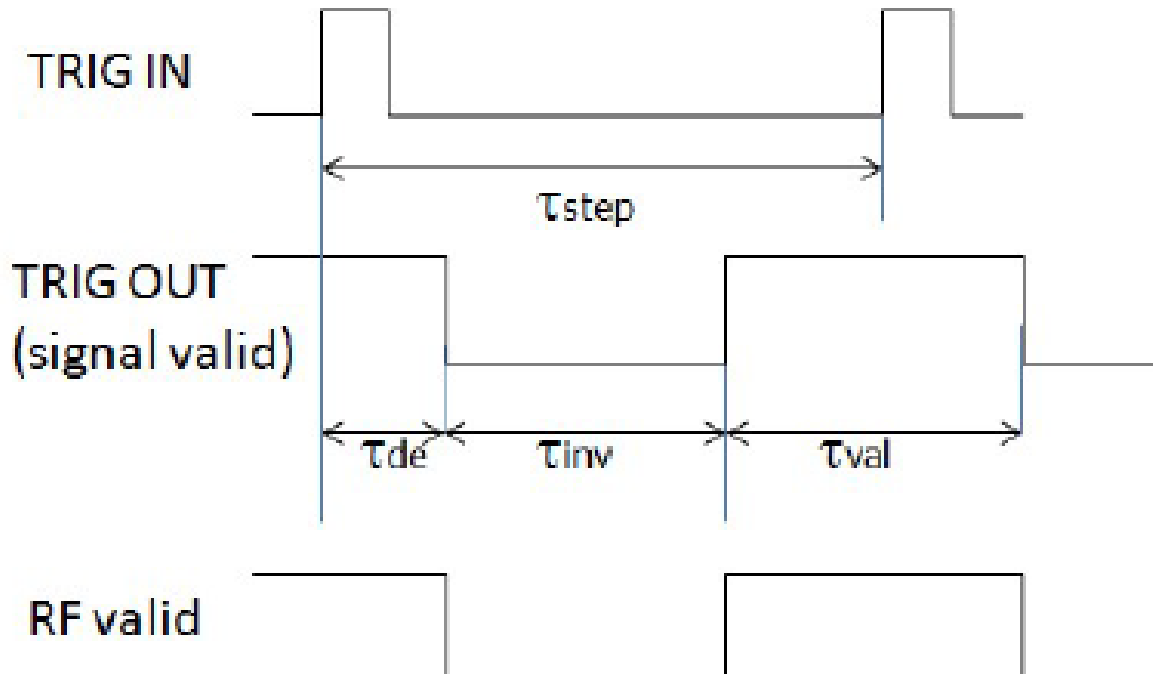 TRIG IN
τstep
TRIG OUT
(signal valid)
τde
τinv
τval
RF valid